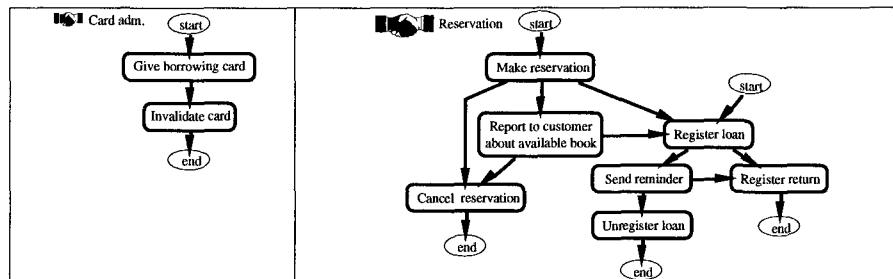 Card adm.
start
Give borrowing card
Invalidate card
end
Reservation
start
Make reservation
start
Report to customer
about available book
Register loan
Send reminder
Register return
Cancel reservation
end
Unregister loan
end
end